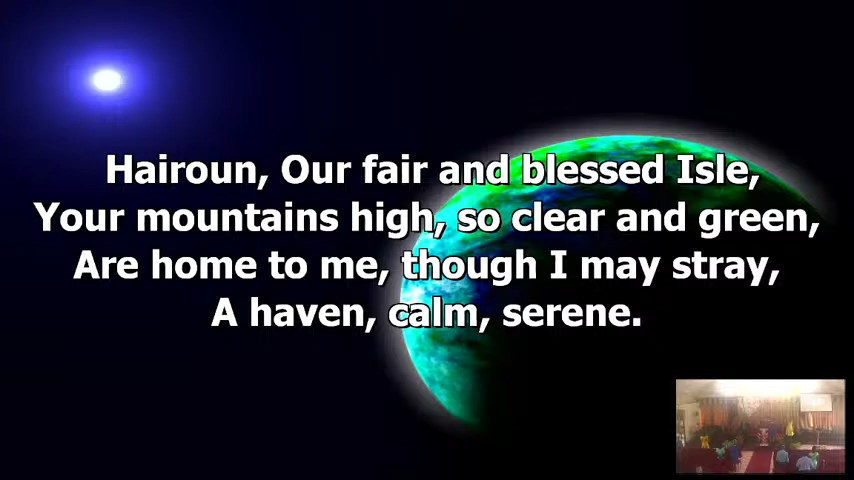 Hairoun, Our fair and blessed Isle,
Your mountains high, so clear and green,
Are home to me, though I may stray,
A haven, calm, serene.